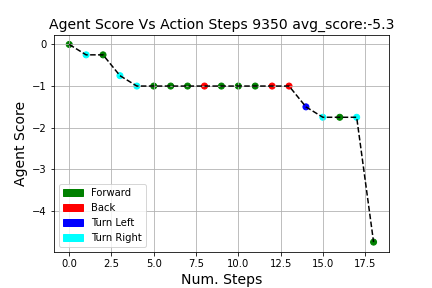 Agent Score Vs Action Steps 9350 avg_score:-5.3
Agent Score
0
−1
−2
−3
−4
Forward
Back
Turn Left
Turn Right
0.0 2.5 5.0 7.5 10.0 12.5 15.0 17.5
Num. Steps